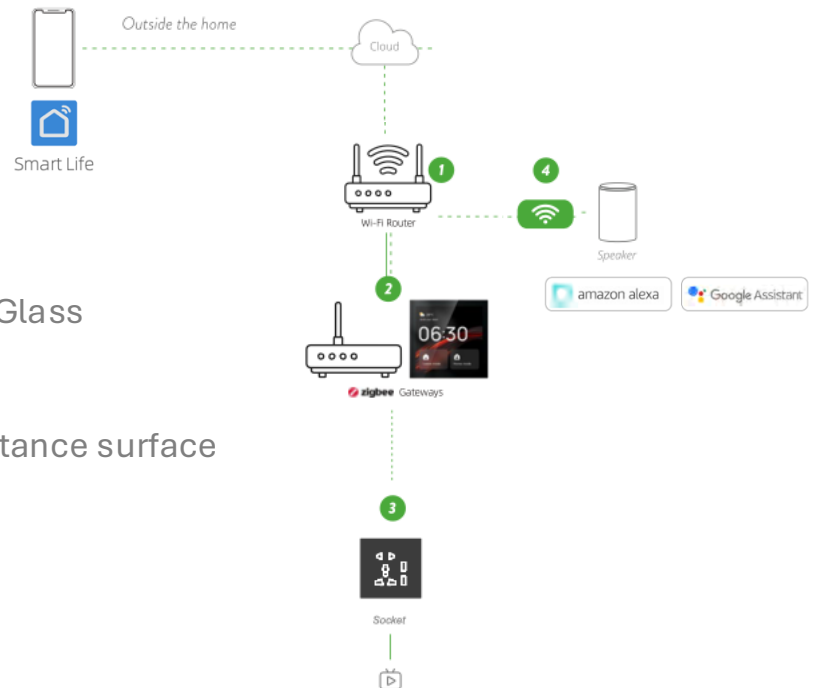 Outside the home
Cloud
Smart Life
1
4
Wi-Fi Router
Speaker
2
Glass
amazon alexa
Google Assistant
06:30
zigbee Gateways
tance surface
3
Socket